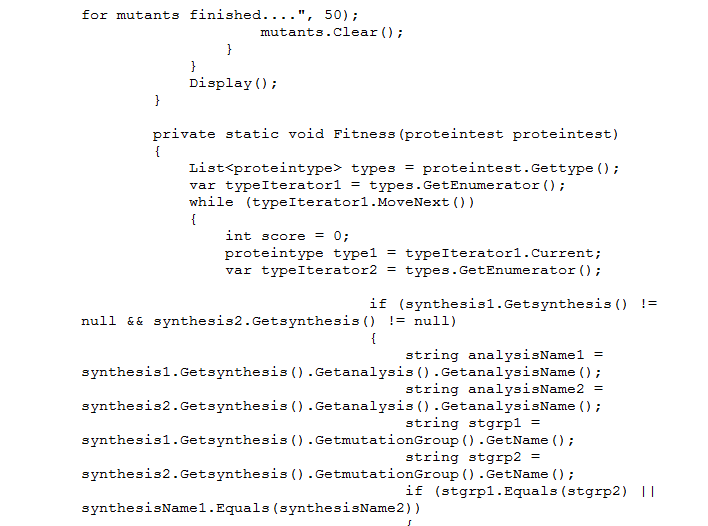 for mutants finished....", 50);
mutants.Clear();
}
}
Display();
}
private static void Fitness(proteintest proteintest)
{
List<proteintype> types = proteintest.Gettype();
var typeIterator1 = types.GetEnumerator();
while (typeIterator1.MoveNext())
{
int score = 0;
proteintype type1 = typeIterator1.Current;
var typeIterator2 = types.GetEnumerator();
if (synthesis1.Getsynthesis() !=
null && synthesis2.Getsynthesis() != null)
{
string analysisName1 =
synthesis1.Getsynthesis().Getanalysis().GetanalysisName();
string analysisName2 =
synthesis2.Getsynthesis().Getanalysis().GetanalysisName();
string stgrp1 =
synthesis1.Getsynthesis().GetmutationGroup().GetName();
string stgrp2 =
synthesis2.Getsynthesis().GetmutationGroup().GetName();
if (stgrp1.Equals(stgrp2) ||
synthesisName1.Equals(synthesisName2))
{